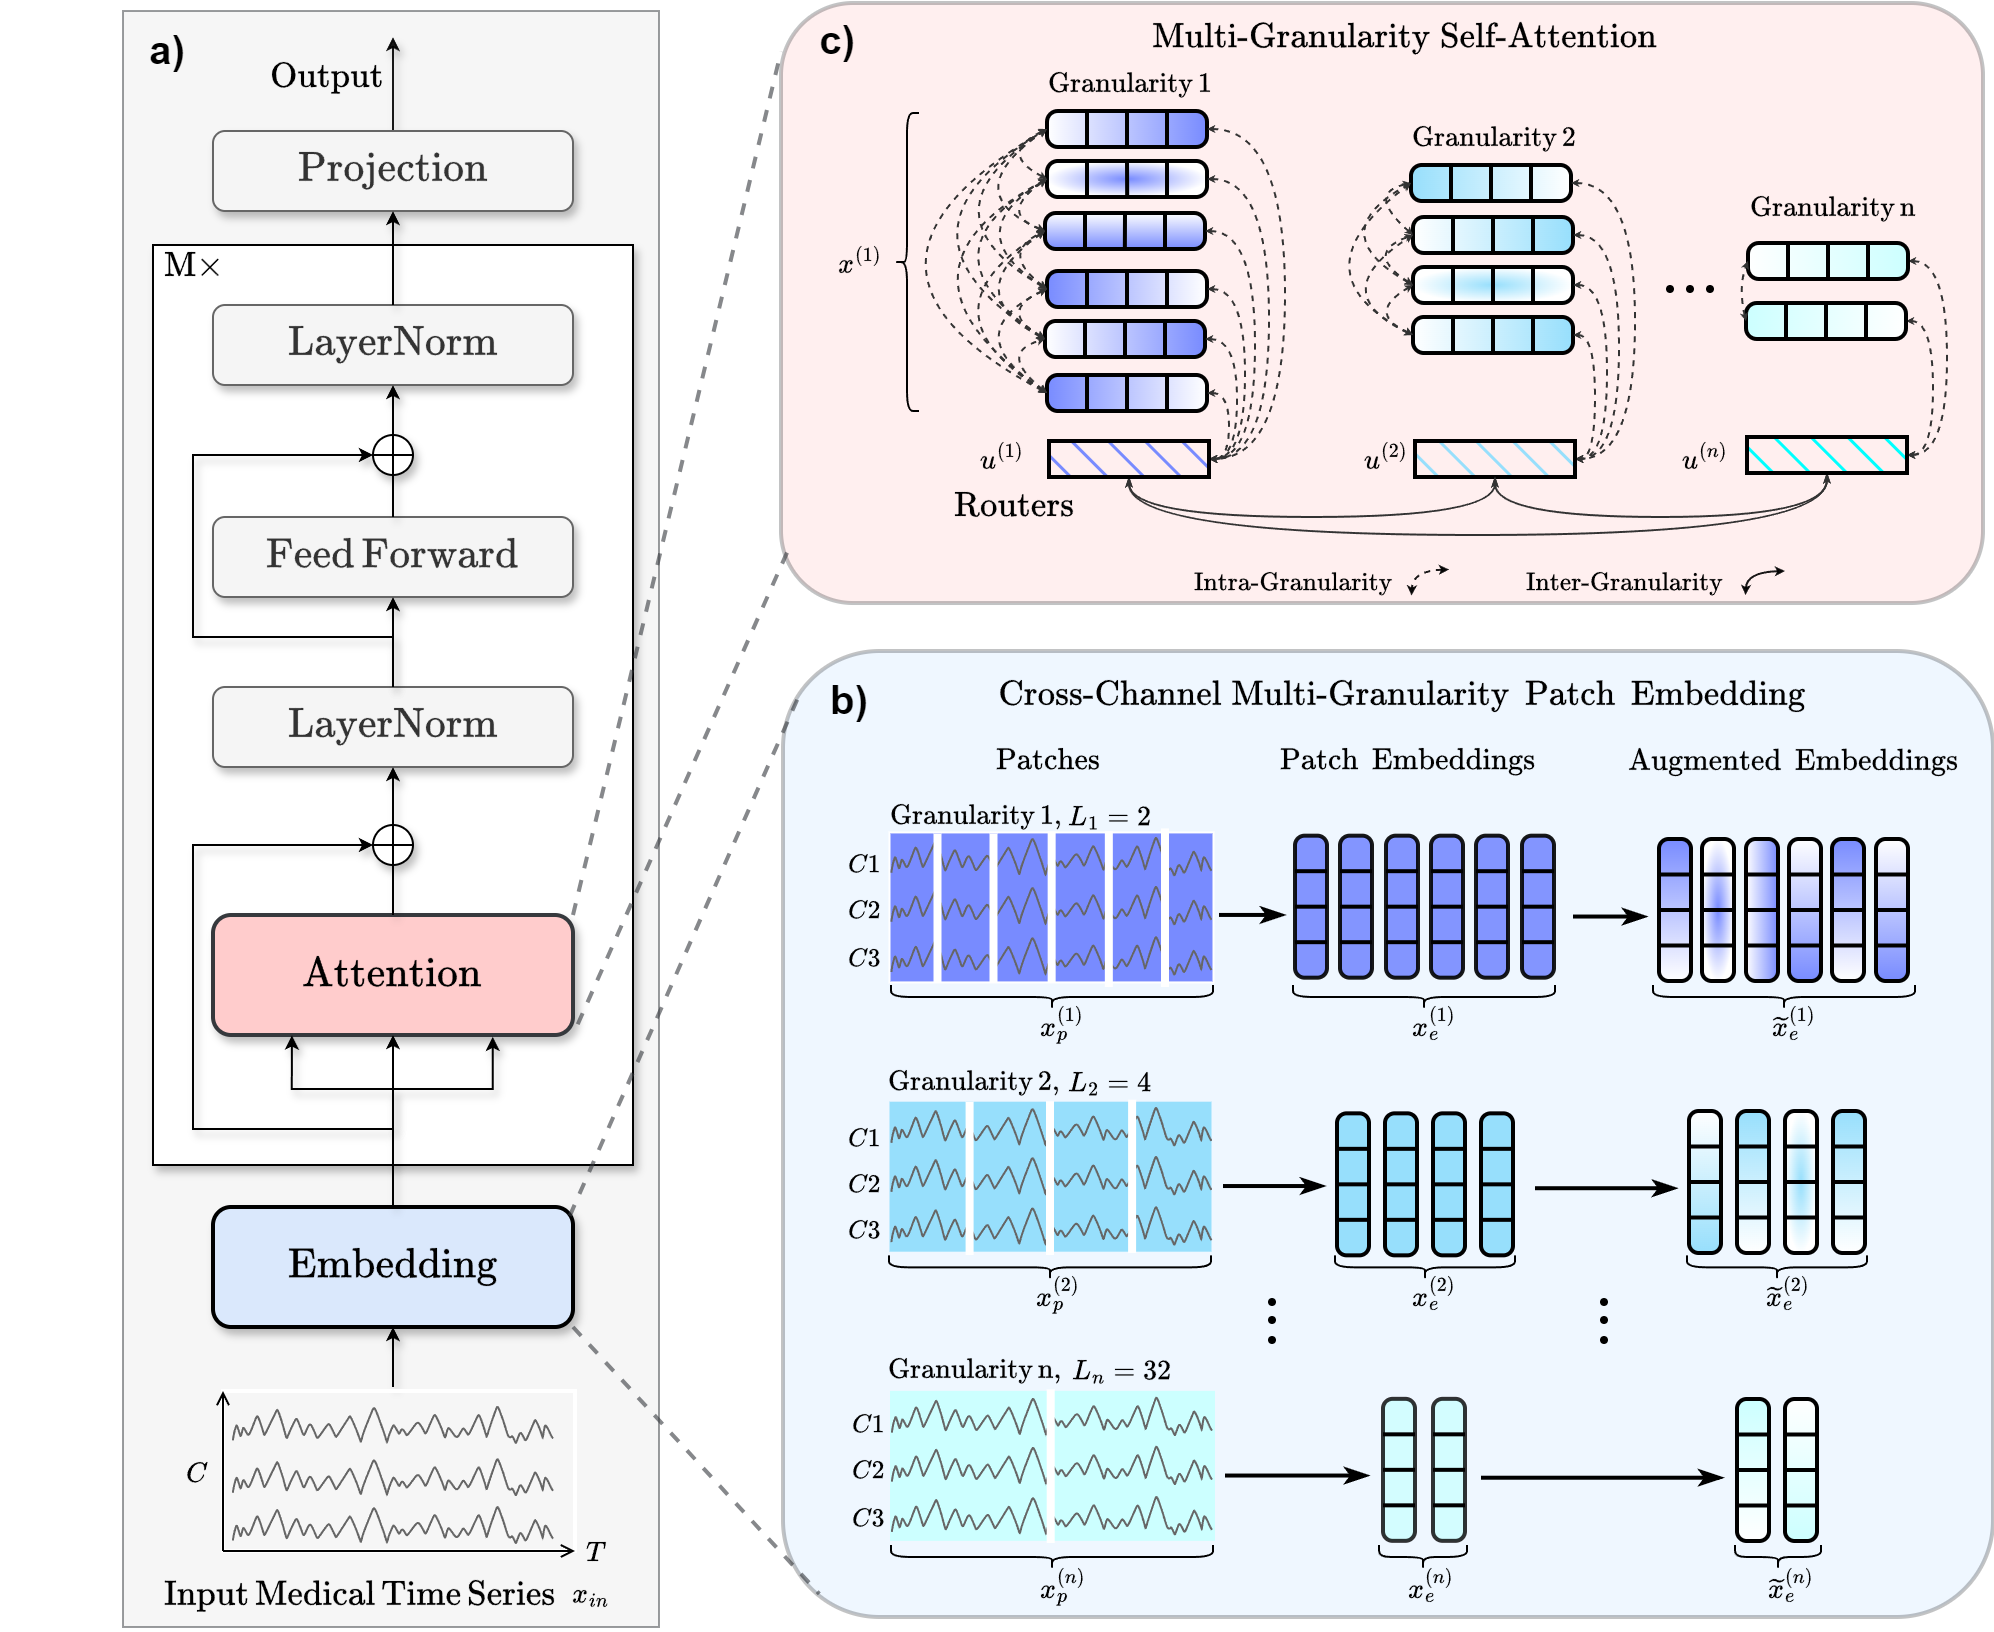 a)
Output
Projection
M×
LayerNorm
Feed Forward
LayerNorm
Attention
Embedding
C
T
Input Medical Time Series x_{in}
c)
Multi-Granularity Self-Attention
Granularity 1
Granularity 2
Granularity n
x^{(1)}
...
u^{(1)}
u^{(2)}
u^{(n)}
Routers
Intra-Granularity
Inter-Granularity
b)
Cross-Channel Multi-Granularity Patch Embedding
Patches
Patch Embeddings
Augmented Embeddings
Granularity 1, L_1 = 2
C1
C2
C3
x_p^{(1)}
x_e^{(1)}
\widetilde{x}_e^{(1)}
Granularity 2, L_2 = 4
C1
C2
C3
x_p^{(2)}
x_e^{(2)}
\widetilde{x}_e^{(2)}
Granularity n, L_n = 32
C1
C2
C3
x_p^{(n)}
x_e^{(n)}
\widetilde{x}_e^{(n)}